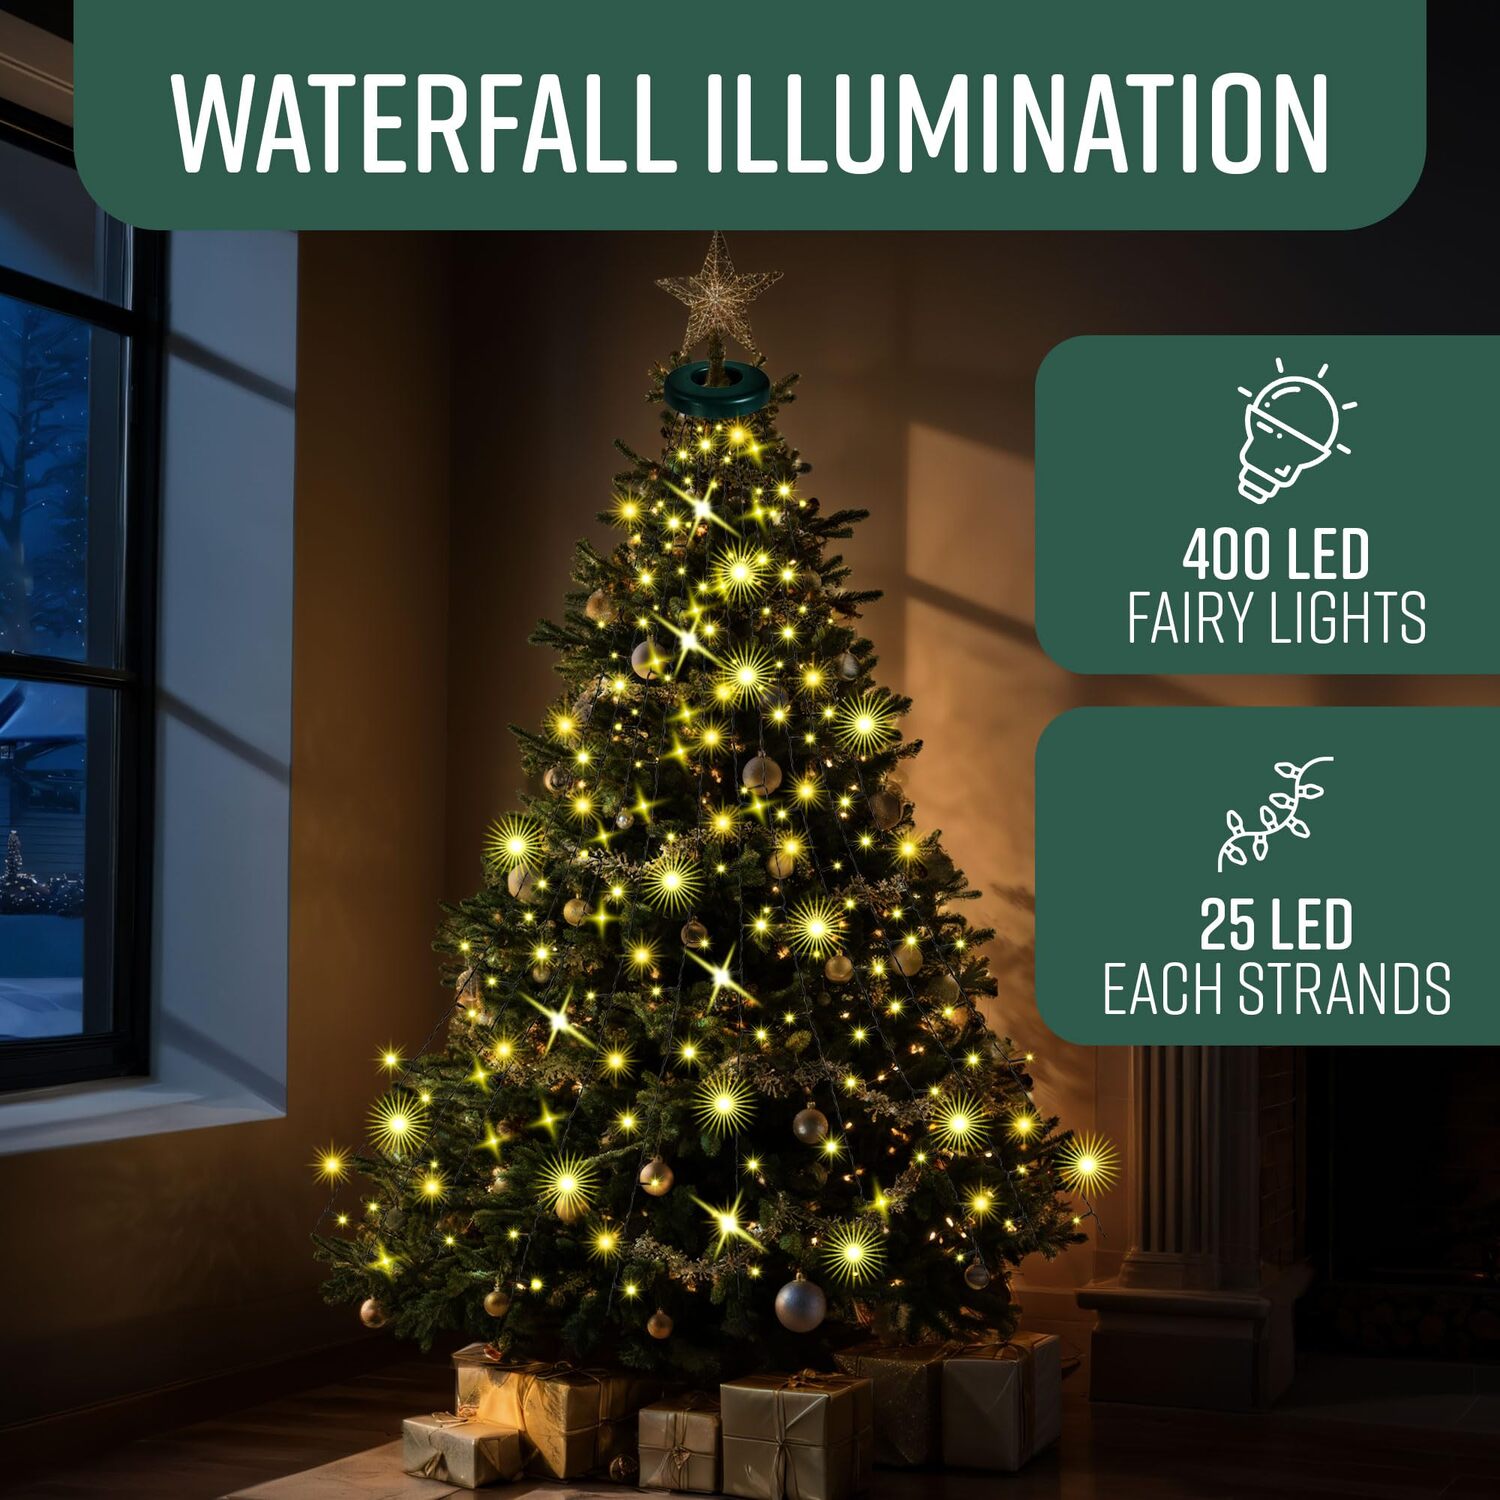 WATERFALL ILLUMINATION
400 LED
FAIRY LIGHTS
25 LED
EACH STRANDS